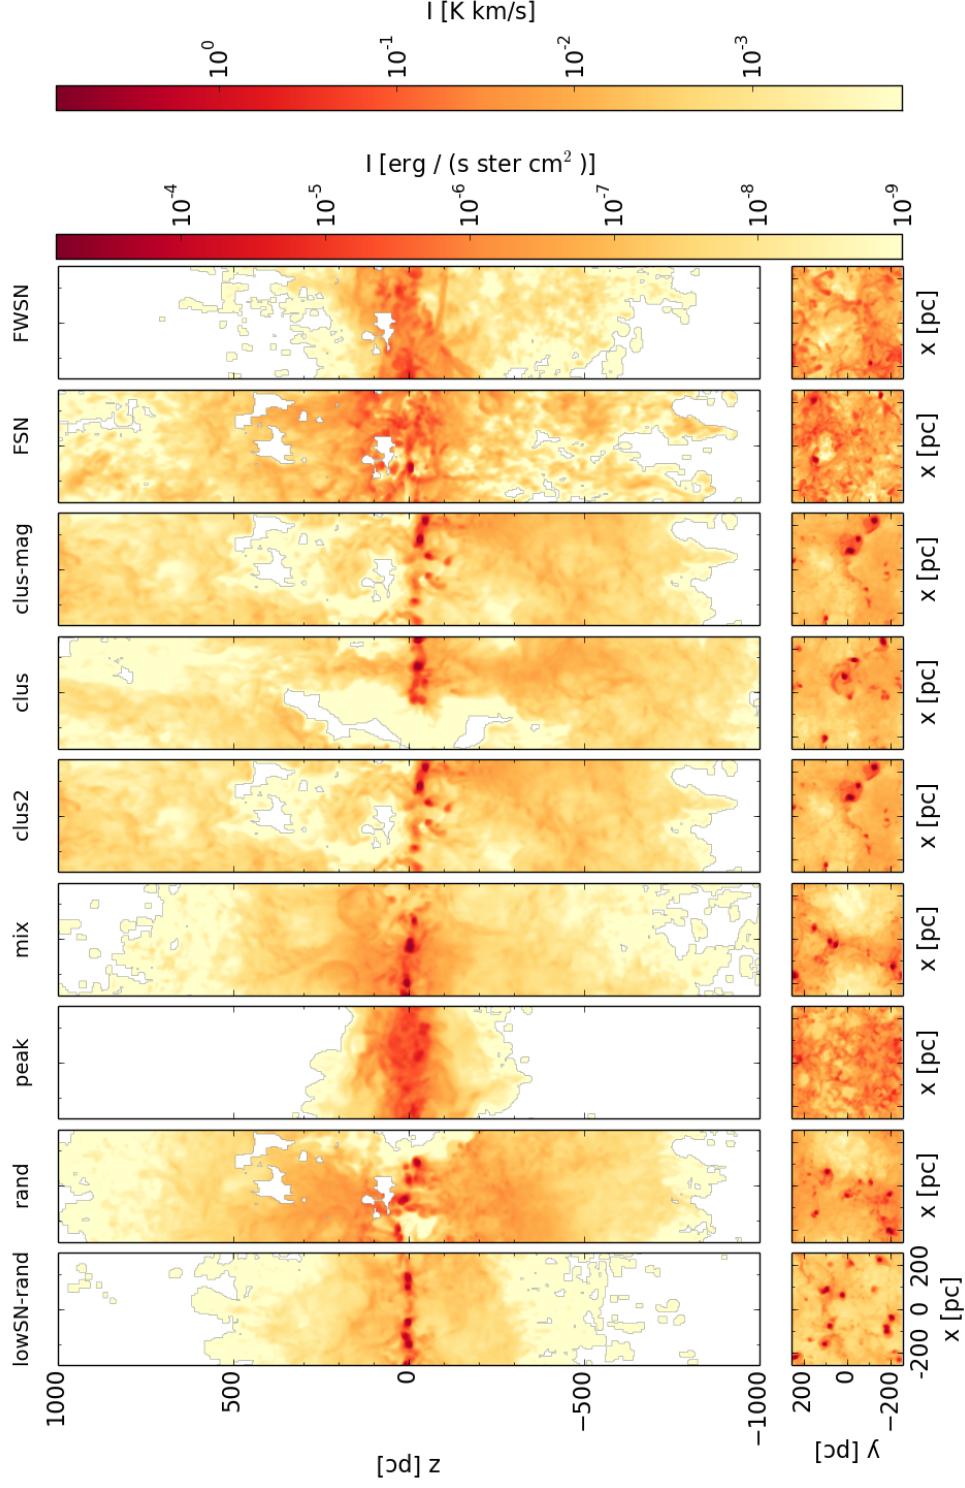 I [K km/s]
10^0
10^-1
10^-2
10^-3
I [erg / (s ster cm^2 )]
10^-4
10^-5
10^-6
10^-7
10^-8
10^-9
lowSN-rand
rand
peak
mix
clus2
clus
clus-mag
FSN
FWSN
1000
500
0
−500
−1000
z [pc]
200
0
−200
y [pc]
-200 0 200
x [pc]
x [pc]
x [pc]
x [pc]
x [pc]
x [pc]
x [pc]
x [pc]
x [pc]